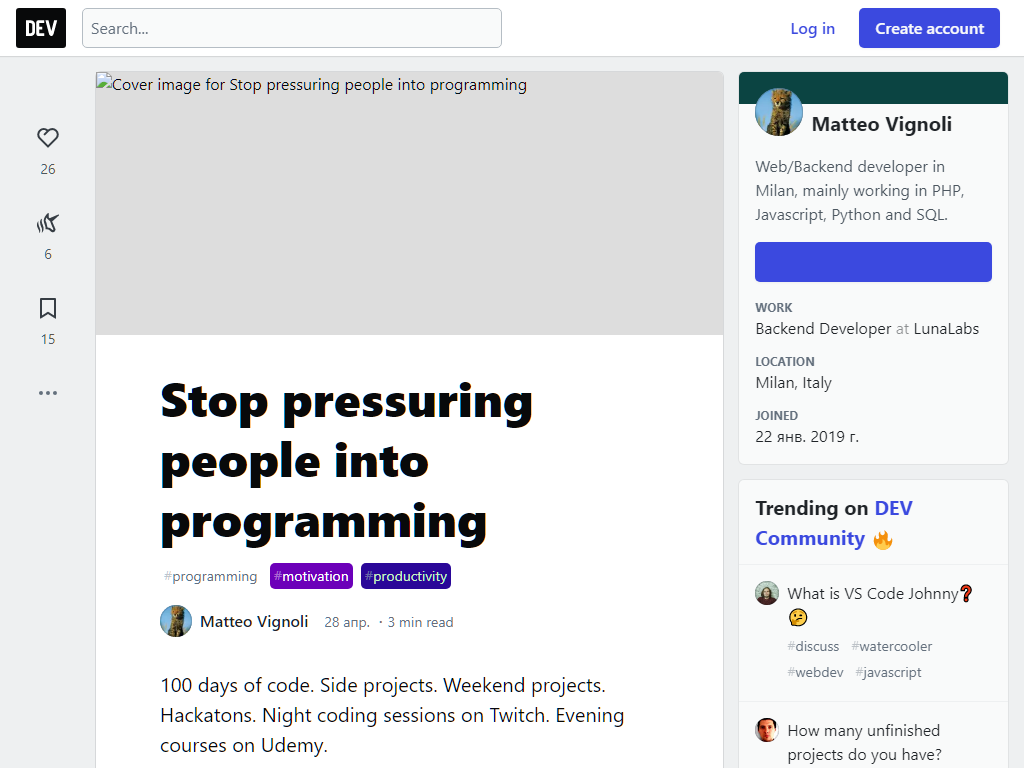 DEV
Search...
Log in
Create account
Cover image for Stop pressuring people into programming
26
6
15
Stop pressuring
people into
programming
#programming #motivation #productivity
Matteo Vignoli 28 апр. · 3 min read
100 days of code. Side projects. Weekend projects.
Hackatons. Night coding sessions on Twitch. Evening
courses on Udemy.
Matteo Vignoli
Web/Backend developer in
Milan, mainly working in PHP,
Javascript, Python and SQL.
WORK
Backend Developer at LunaLabs
LOCATION
Milan, Italy
JOINED
22 янв. 2019 г.
Trending on DEV
Community 🔥
What is VS Code Johnny❓
🤔
#discuss #watercooler
#webdev #javascript
How many unfinished
projects do you have?